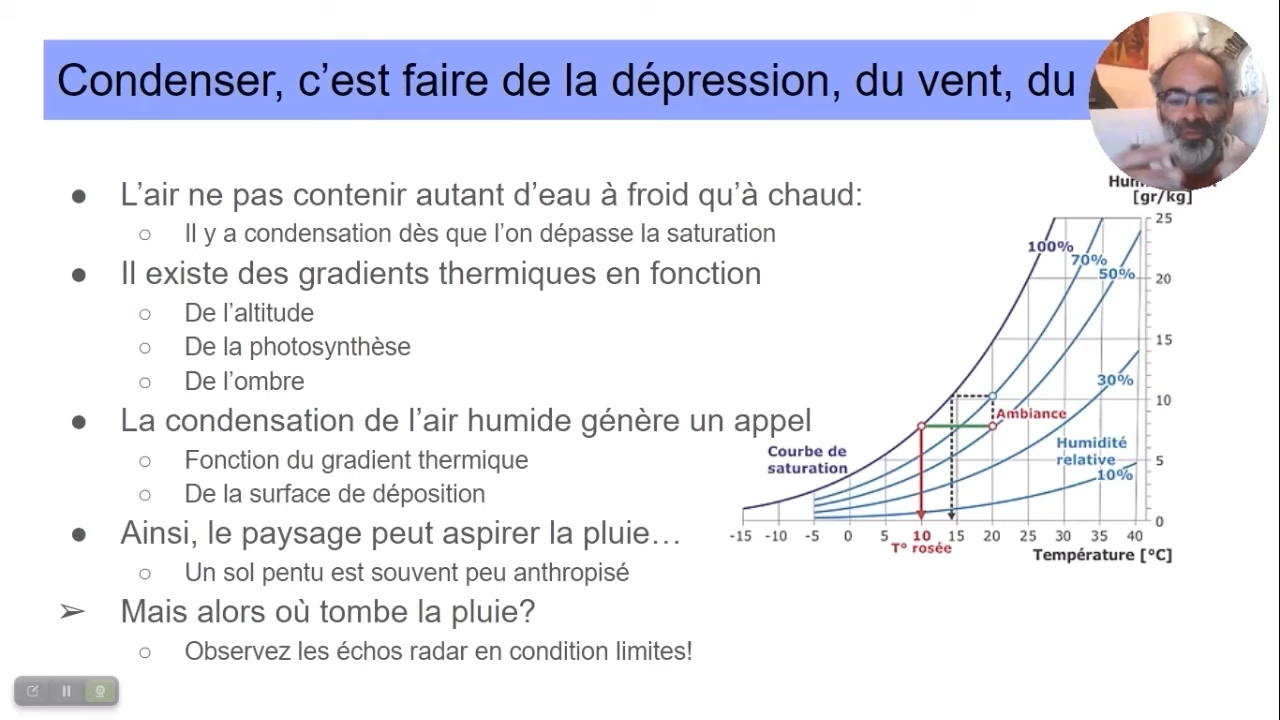 Condenser, c’est faire de la dépression, du vent, du
● L’air ne pas contenir autant d’eau à froid qu’à chaud:
○ Il y a condensation dès que l’on dépasse la saturation
● Il existe des gradients thermiques en fonction
○ De l’altitude
○ De la photosynthèse
○ De l’ombre
● La condensation de l’air humide génère un appel
○ Fonction du gradient thermique
○ De la surface de déposition
● Ainsi, le paysage peut aspirer la pluie…
○ Un sol pentu est souvent peu anthropisé
➢ Mais alors où tombe la pluie?
○ Observez les échos radar en condition limites!
[gr/kg]
25
100%
70%
50%
20
15
30%
10
Ambiance
Courbe de
saturation
Humidité
relative
5
10%
0
-15 -10 -5 0 5 10 15 20 25 30 35 40
T° rosée
Température [°C]